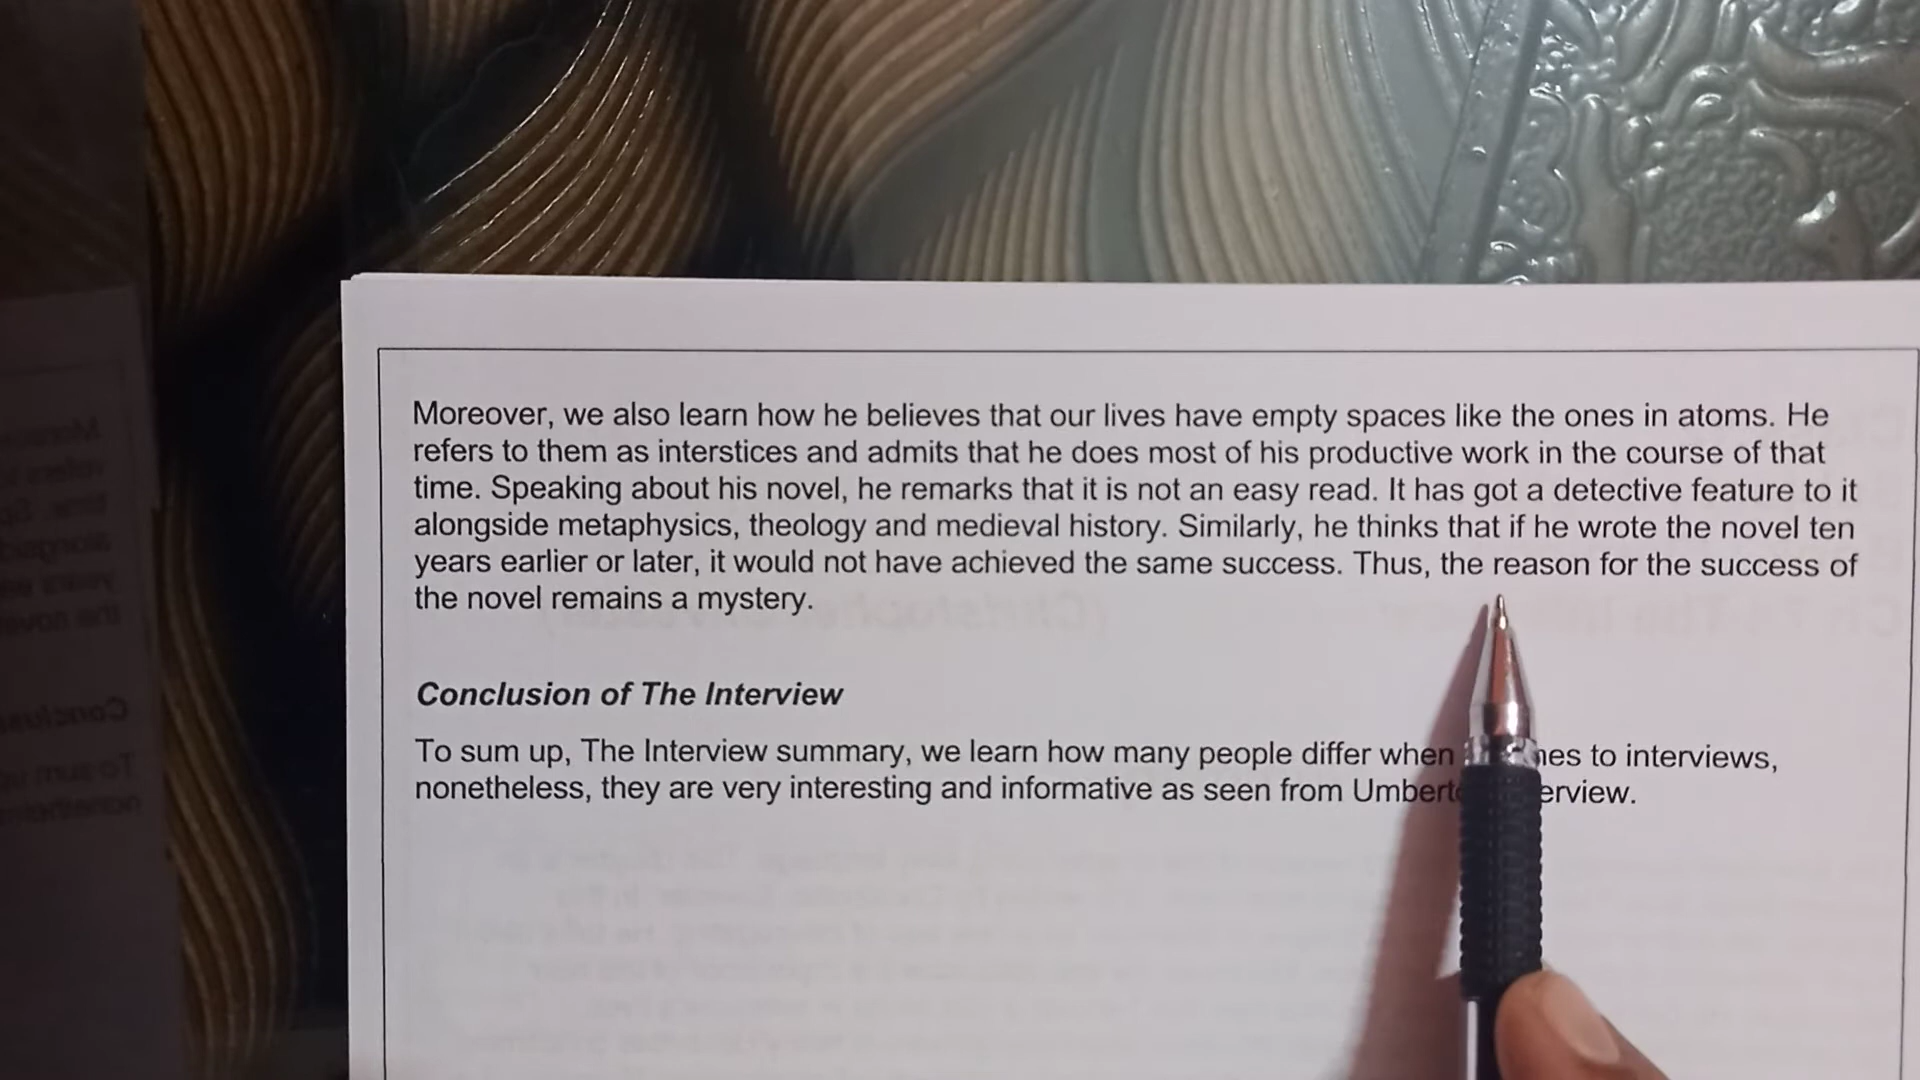 Moreover, we also learn how he believes that our lives have empty spaces like the ones in atoms. He
refers to them as interstices and admits that he does most of his productive work in the course of that
time. Speaking about his novel, he remarks that it is not an easy read. It has got a detective feature to it
alongside metaphysics, theology and medieval history. Similarly, he thinks that if he wrote the novel ten
years earlier or later, it would not have achieved the same success. Thus, the reason for the success of
the novel remains a mystery.
Conclusion of The Interview
To sum up, The Interview summary, we learn how many people differ when to interviews,
nonetheless, they are very interesting and informative as seen from